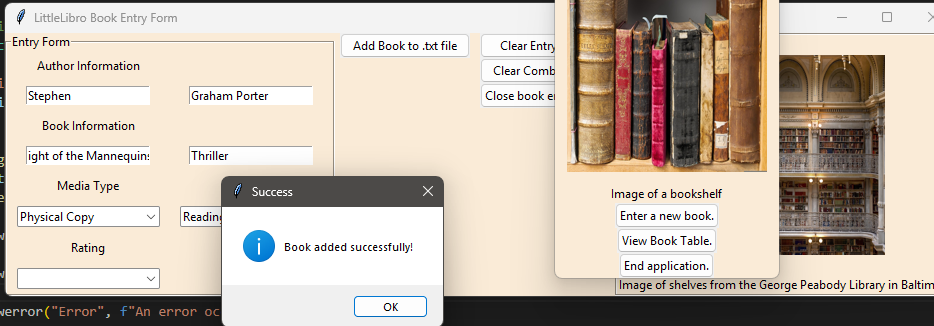 LittleLibro Book Entry Form
Entry Form
Author Information
Stephen
Graham Porter
Book Information
ight of the Mannequins
Thriller
Media Type
Physical Copy
Reading
Rating
Add Book to .txt file
Clear Entry
Clear Comb
Close book en
Success
Book added successfully!
OK
Image of a bookshelf
Enter a new book.
View Book Table.
End application.
Image of shelves from the George Peabody Library in Baltim
werror("Error", f"An error oc